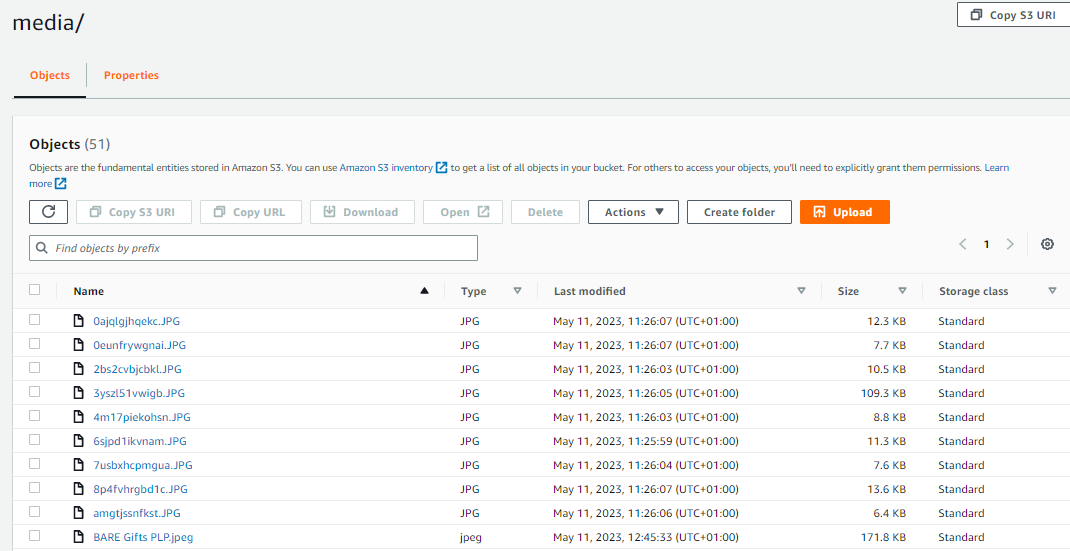 media/
Copy S3 URI
Objects
Properties
Objects (51)
Objects are the fundamental entities stored in Amazon S3. You can use Amazon S3 inventory to get a list of all objects in your bucket. For others to access your objects, you'll need to explicitly grant them permissions. Learn
more
Copy S3 URI Copy URL Download Open Delete Actions Create folder Upload
Find objects by prefix
1
Name Type Last modified Size Storage class
0ajqlgjhqekc.JPG JPG May 11, 2023, 11:26:07 (UTC+01:00) 12.3 KB Standard
0eunfrywgnai.JPG JPG May 11, 2023, 11:26:07 (UTC+01:00) 7.7 KB Standard
2bs2cvbjcbkl.JPG JPG May 11, 2023, 11:26:03 (UTC+01:00) 10.5 KB Standard
3yszl51vwigb.JPG JPG May 11, 2023, 11:26:05 (UTC+01:00) 109.3 KB Standard
4m17piekohsn.JPG JPG May 11, 2023, 11:26:03 (UTC+01:00) 8.8 KB Standard
6sjpd1ikvnam.JPG JPG May 11, 2023, 11:25:59 (UTC+01:00) 11.3 KB Standard
7usbxhcpmgua.JPG JPG May 11, 2023, 11:26:04 (UTC+01:00) 7.6 KB Standard
8p4fvhrgbd1c.JPG JPG May 11, 2023, 11:26:07 (UTC+01:00) 13.6 KB Standard
amgtjssnfkst.JPG JPG May 11, 2023, 11:26:06 (UTC+01:00) 6.4 KB Standard
BARE Gifts PLP.jpeg jpeg May 11, 2023, 12:45:33 (UTC+01:00) 171.8 KB Standard